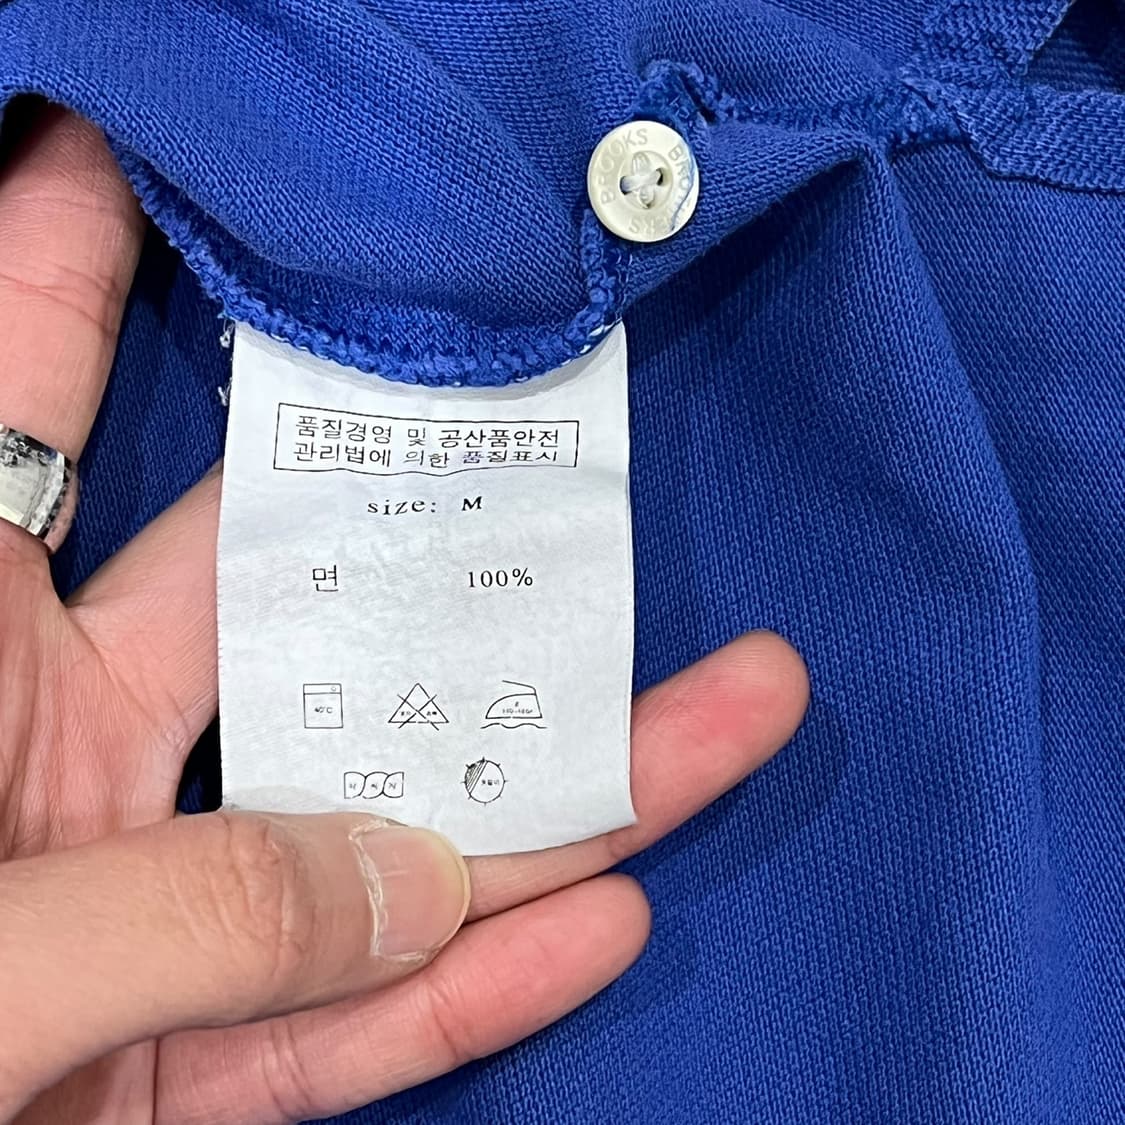 BROOKS BROTHERS
품질경영 및 공산품안전
관리법에 의한 품질표시
size: M
면 100%
40°C